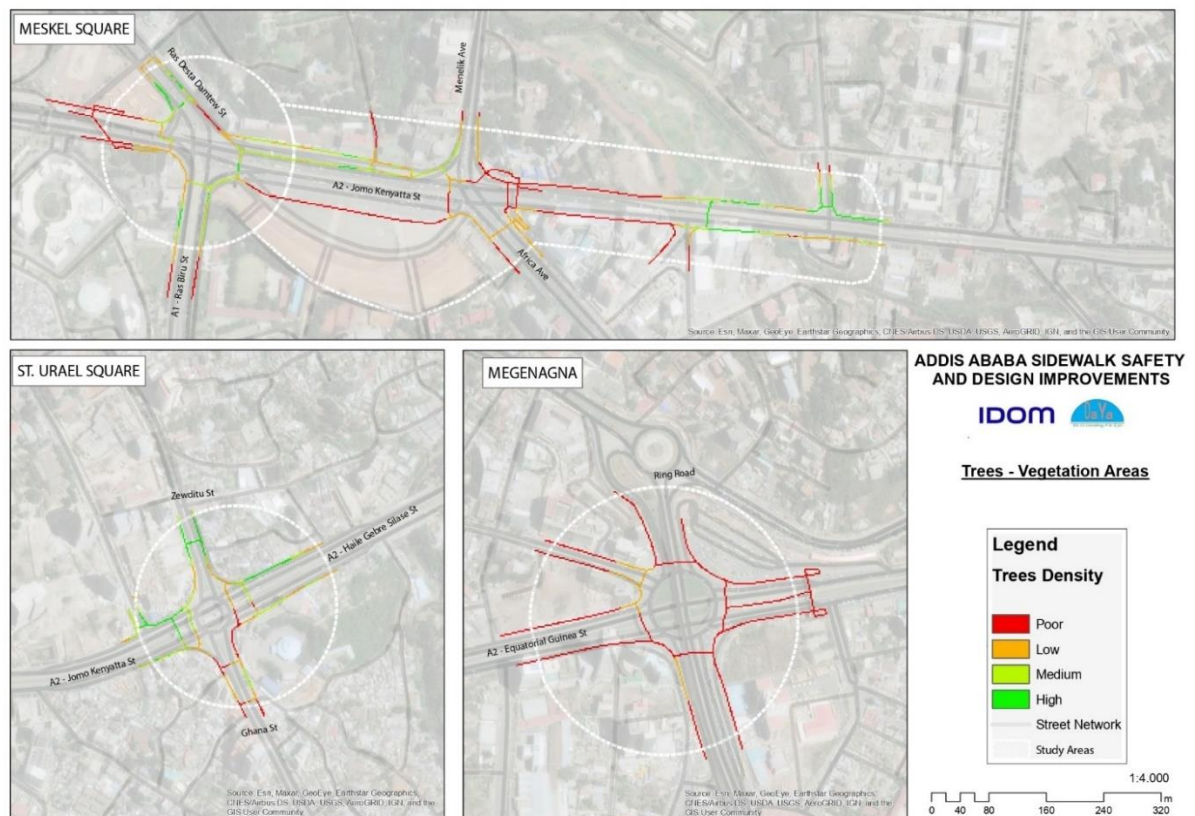 MESKEL SQUARE
Ras Desta Damtew St
Menelik Ave
A2 - Jomo Kenyatta St
A1 - Ras Biru St
Africa Ave
Source: Esri, Maxar, GeoEye, Earthstar Geographics, CNES/Airbus DS, USDA, USGS, AeroGRID, IGN, and the GIS User Community
ST. URAEL SQUARE
Zewditu St
A2 - Haile Gebre Silase St
A2 - Jomo Kenyatta St
Ghana St
Source: Esri, Maxar, GeoEye, Earthstar Geographics,
CNES/Airbus DS, USDA, USGS, AeroGRID, IGN, and the
GIS User Community
MEGENAGNA
Ring Road
A2 - Equatorial Guinea St
Source: Esri, Maxar, GeoEye, Earthstar Geographics,
CNES/Airbus DS, USDA, USGS, AeroGRID, IGN, and the
GIS User Community
ADDIS ABABA SIDEWALK SAFETY
AND DESIGN IMPROVEMENTS
IDOM
DaYa
Trees - Vegetation Areas
Legend
Trees Density
Poor
Low
Medium
High
Street Network
Study Areas
1:4.000
0 40 80 160 240 320
m